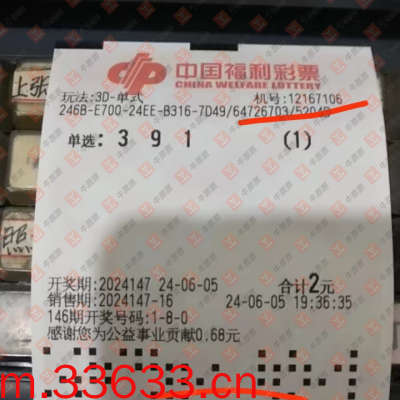 中国福利彩票
CHINA WELFARE LOTTERY
玩法:3D-单式 机号:12167106
246B-E700-24EE-B316-7D49/64726703/5204D
单选: 3 9 1 (1)
上张
照
开奖期:2024147 24-06-05 合计2元
销售期:2024147-16 24-06-05 19:36:35
146期开奖号码:1-8-0
感谢您为公益事业贡献0.68元
m.33633.cn